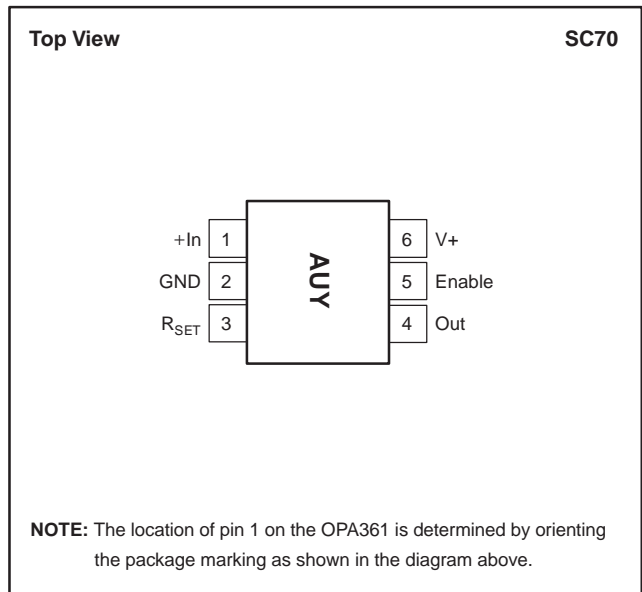 Top View SC70
+In 1 6 V+
GND 2 AUY 5 Enable
RSET 3 4 Out
NOTE: The location of pin 1 on the OPA361 is determined by orienting
the package marking as shown in the diagram above.